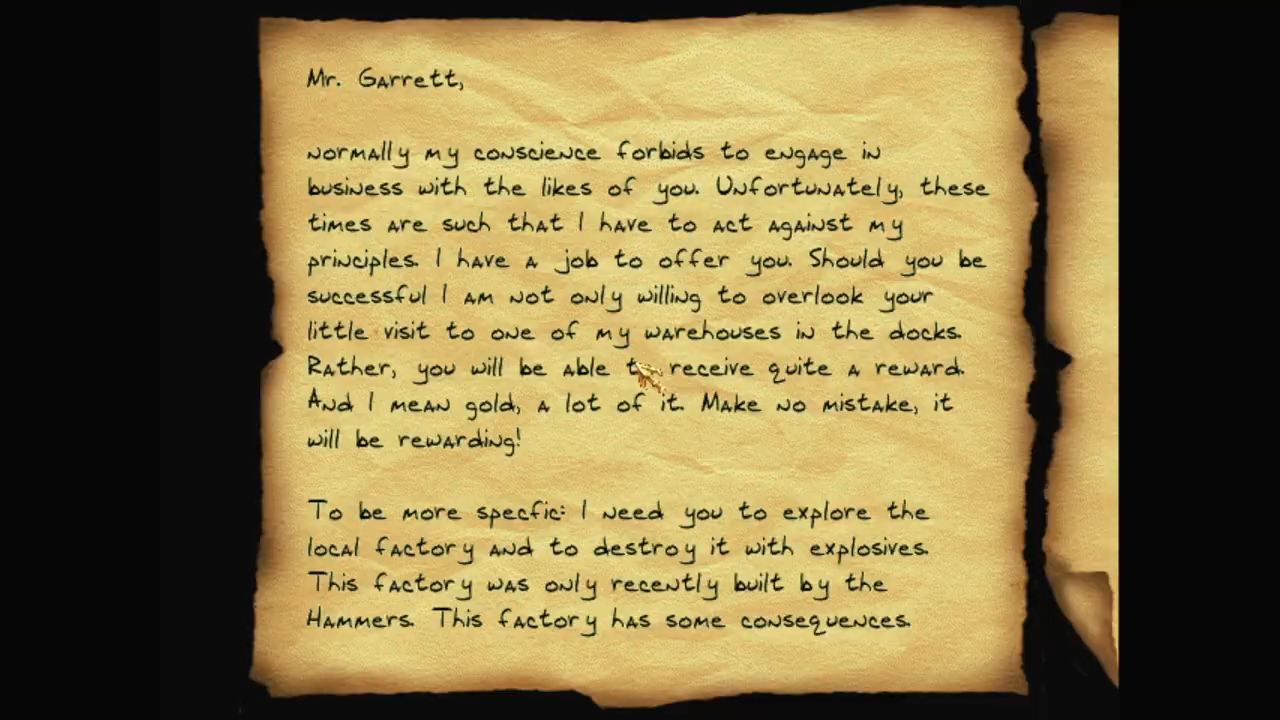 Mr. Garrett,
normally my conscience forbids to engage in
business with the likes of you. Unfortunately, these
times are such that I have to act against my
principles. I have a job to offer you. Should you be
successful I am not only willing to overlook your
little visit to one of my warehouses in the docks.
Rather, you will be able to receive quite a reward.
And I mean gold, a lot of it. Make no mistake, it
will be rewarding!
To be more specfic: I need you to explore the
local factory and to destroy it with explosives.
This factory was only recently built by the
Hammers. This factory has some consequences.